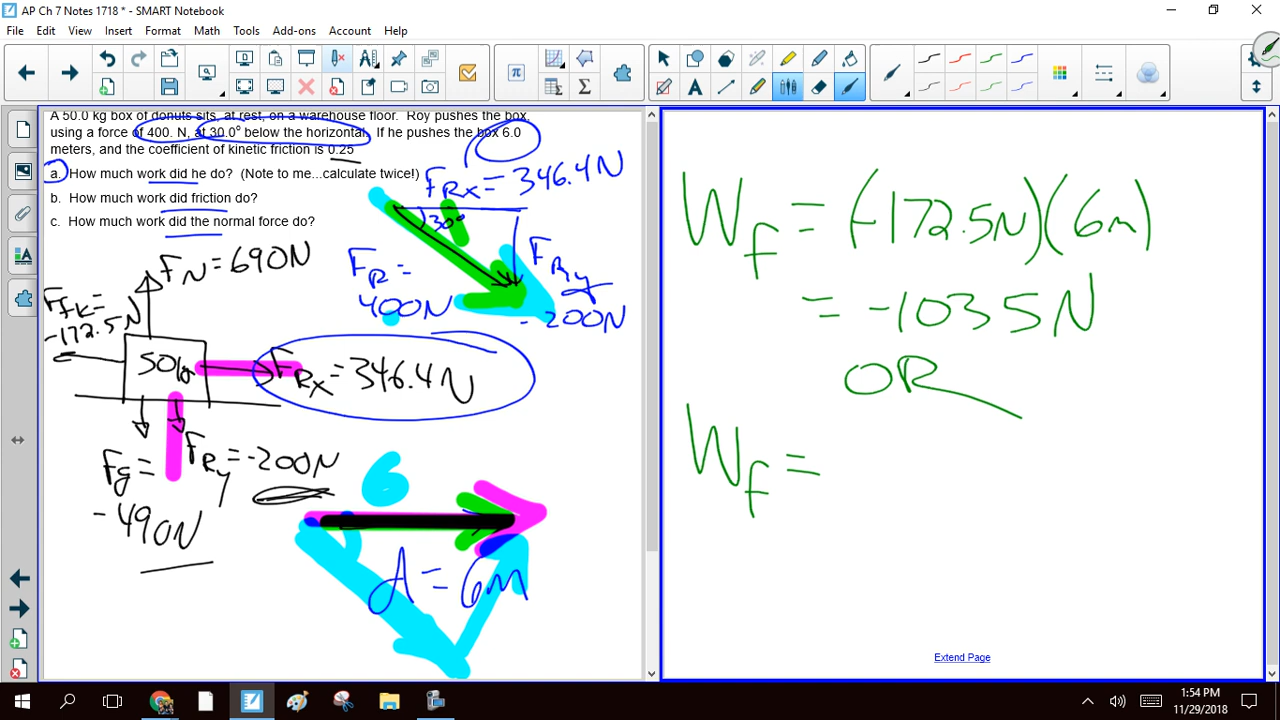 AP Ch 7 Notes 1718 * - SMART Notebook
File Edit View Insert Format Math Tools Add-ons Account Help
A 50.0 kg box of donuts sits, at rest, on a warehouse floor. Roy pushes the box,
using a force of 400. N, at 30.0° below the horizontal. If he pushes the box 6.0
meters, and the coefficient of kinetic friction is 0.25
a. How much work did he do? (Note to me...calculate twice!)
b. How much work did friction do?
c. How much work did the normal force do?
FRx = 346.4N
30°
FR =
400N
FRy
- 200N
FN = 690N
Ffk =
-172.5N
50kg
FRx = 346.4N
Fg =
-490N
FRy = -200N
6
d = 6m
Wf = (-172.5N)(6m)
= -1035N
OR
Wf =
Extend Page
1:54 PM
11/29/2018